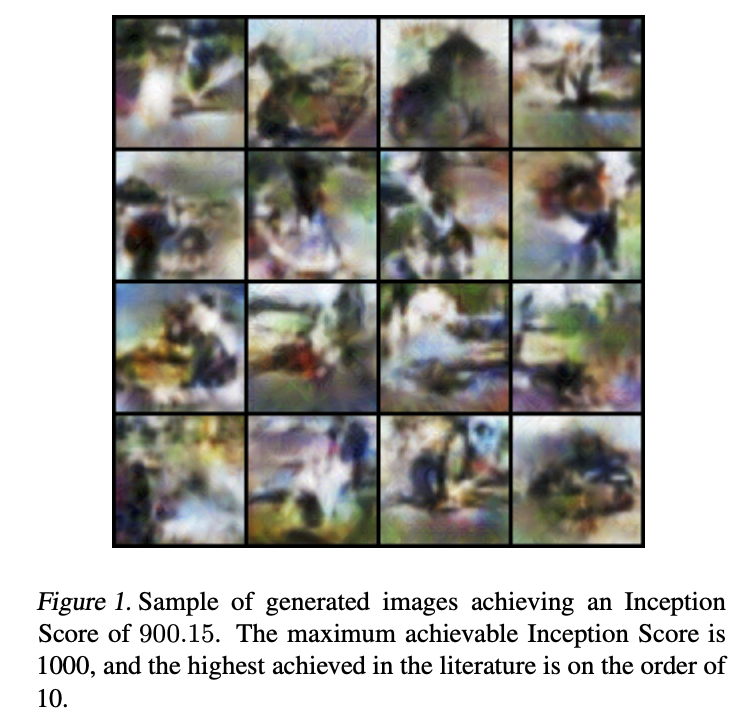 Figure 1. Sample of generated images achieving an Inception
Score of 900.15. The maximum achievable Inception Score is
1000, and the highest achieved in the literature is on the order of
10.